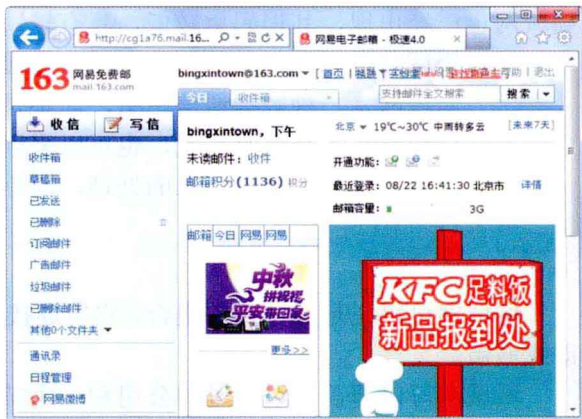 http://cg1a76.mail.16...
网易电子邮箱 - 极速4.0
163 网易免费邮
mail.163.com
bingxintown@163.com [首页 |
帮助 | 退出
今日 收件箱
支持邮件全文搜索 搜索
收信 写信
bingxintown，下午
北京 19℃~30℃ 中雨转多云 [未来7天]
收件箱
草稿箱
已发送
已删除
订阅邮件
广告邮件
垃圾邮件
已删除邮件
其他0个文件夹
通讯录
日程管理
网易微博
未读邮件：收件
邮箱积分(1136) 积分
开通功能：
最近登录：08/22 16:41:30 北京市 详情
邮箱容量： 3G
邮箱 今日 网易 网易
中秋
拼祝福
平安带回家
更多>>
KFC 足料饭
新品报到处